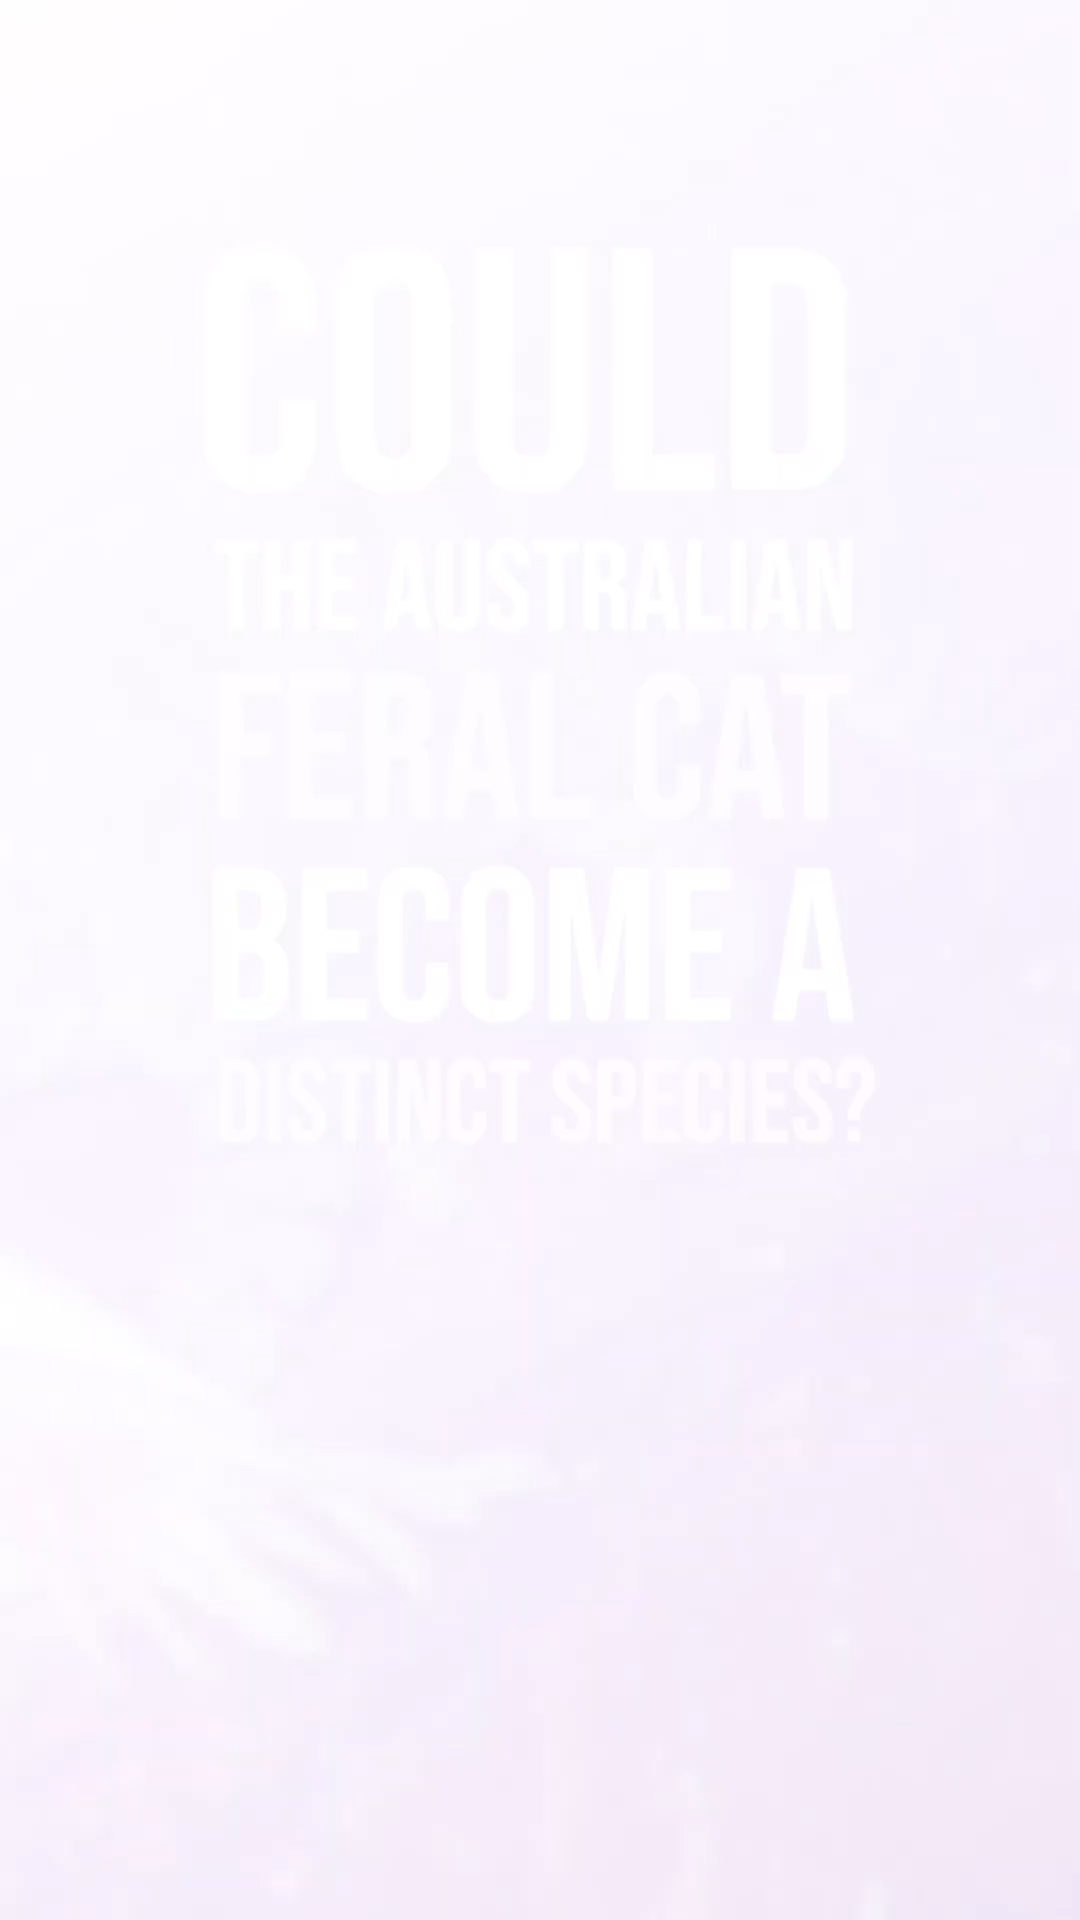 COULD
THE AUSTRALIAN
FERAL CAT
BECOME A
DISTINCT SPECIES?